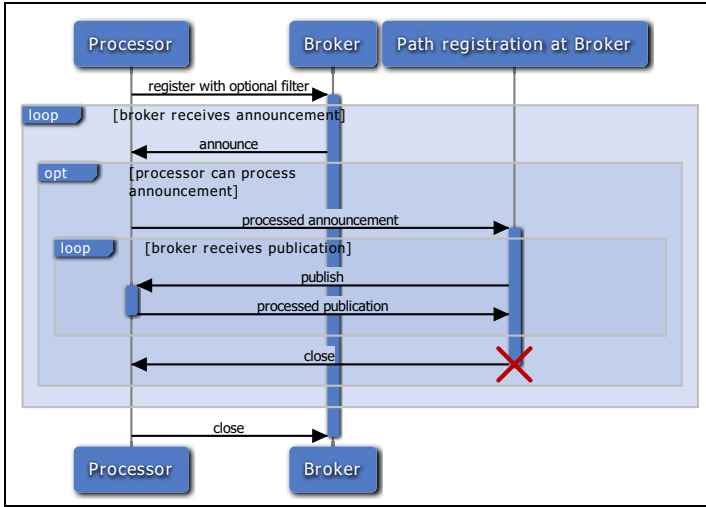 Processor Broker Path registration at Broker
register with optional filter
loop [broker receives announcement]
announce
opt [processor can process
announcement]
processed announcement
loop [broker receives publication]
publish
processed publication
close
close
Processor Broker